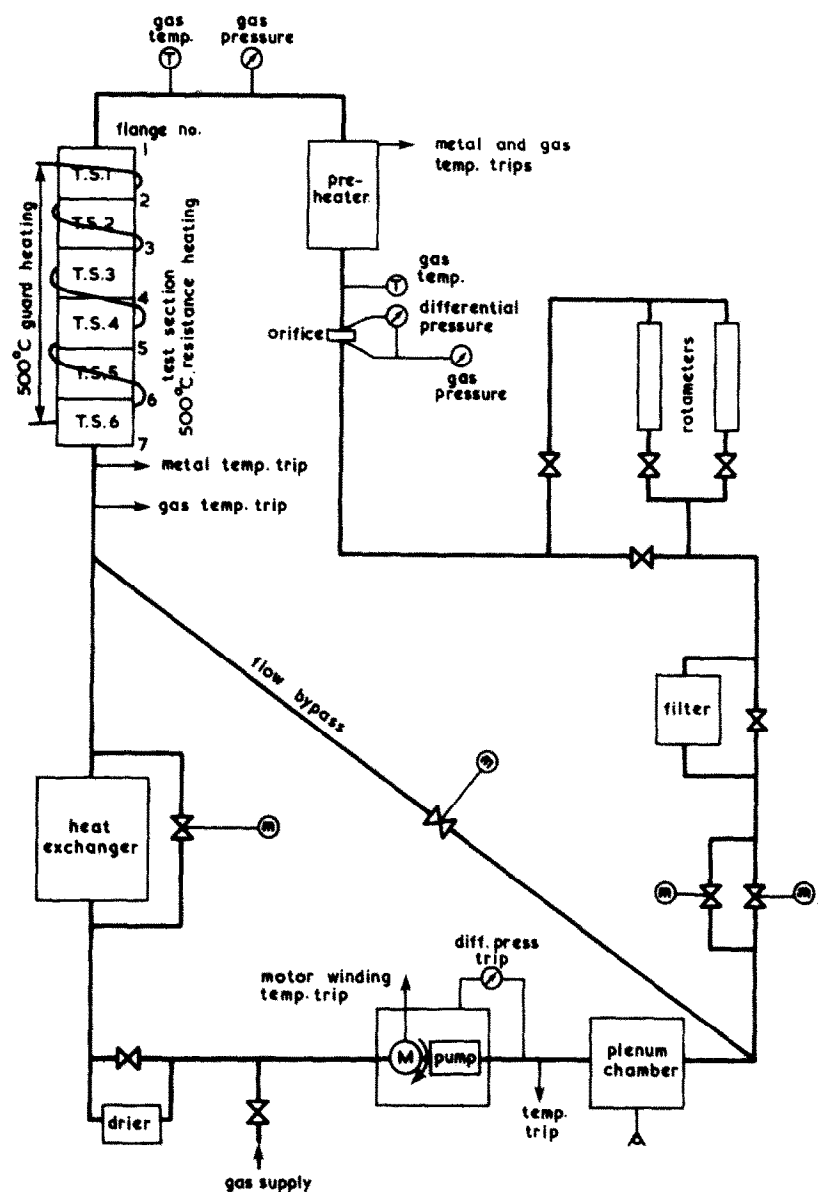 gas
temp.
gas
pressure
T
flange no.
1
metal and gas
temp. trips
T.S.1
pre-
heater
2
T.S.2
3
gas
temp.
T
T.S.3
4
differential
pressure
T.S.4
orifice
5
gas
pressure
T.S.5
6
T.S.6
7
500°C guard heating
test section
500°C. resistance heating
rotameters
metal temp. trip
gas temp. trip
flow bypass
filter
m
heat
exchanger
m
m
m
diff. press
trip
motor winding
temp. trip
M
pump
plenum
chamber
temp.
trip
drier
gas supply